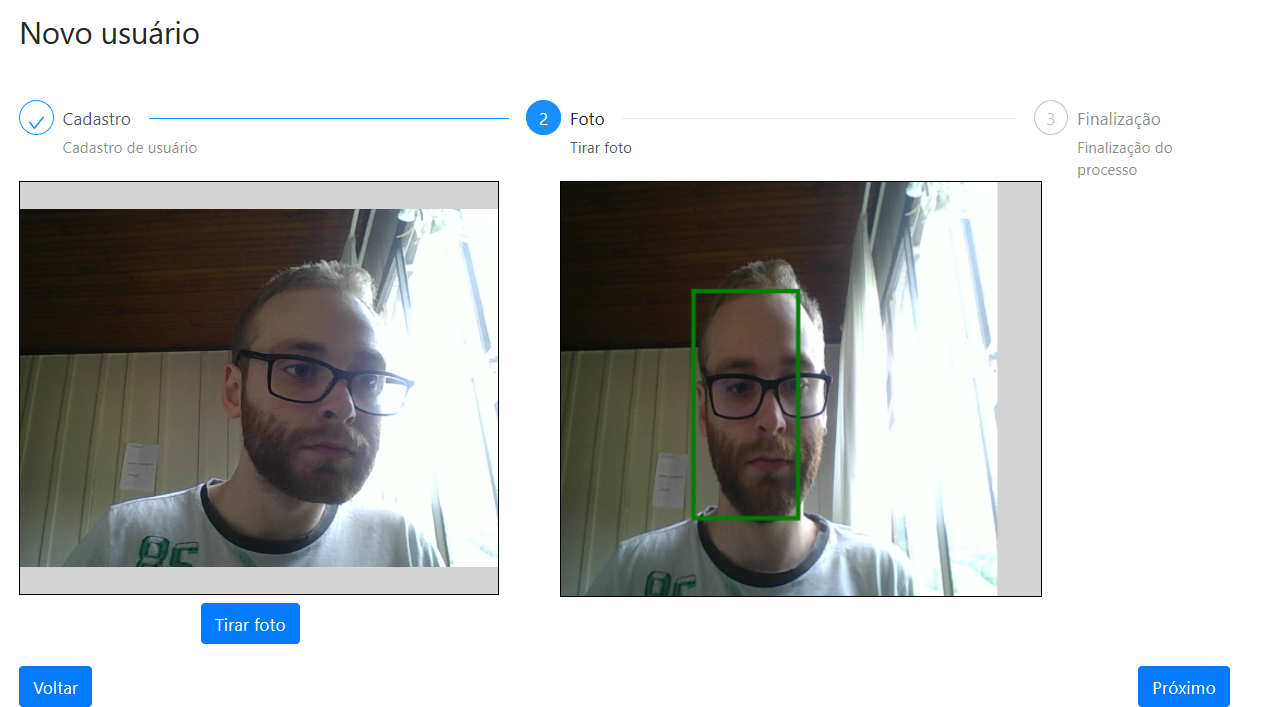 Novo usuário
Cadastro
Cadastro de usuário
2
Foto
Tirar foto
3
Finalização
Finalização do
processo
85
Tirar foto
Voltar
Próximo